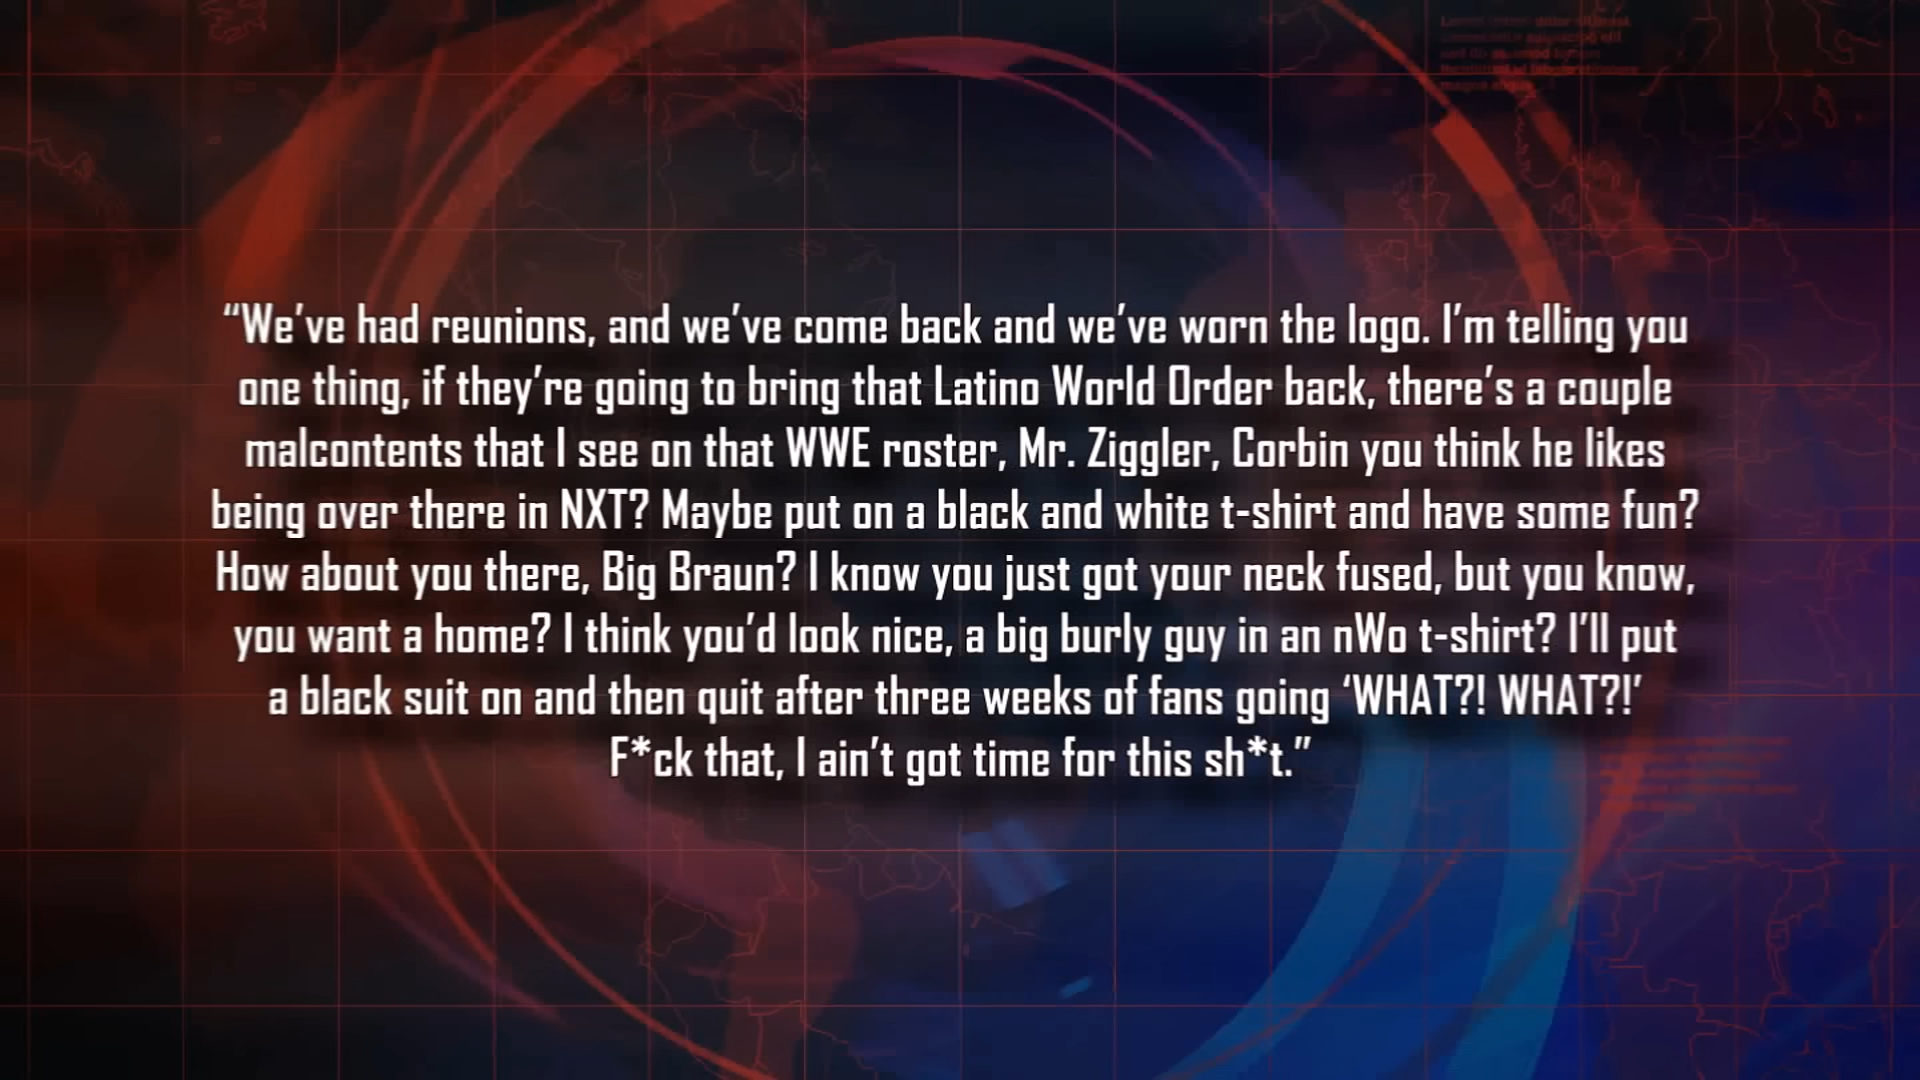 “We’ve had reunions, and we’ve come back and we’ve worn the logo. I’m telling you
one thing, if they’re going to bring that Latino World Order back, there’s a couple
malcontents that I see on that WWE roster, Mr. Ziggler, Corbin you think he likes
being over there in NXT? Maybe put on a black and white t-shirt and have some fun?
How about you there, Big Braun? I know you just got your neck fused, but you know,
you want a home? I think you’d look nice, a big burly guy in an nWo t-shirt? I’ll put
a black suit on and then quit after three weeks of fans going ‘WHAT?! WHAT?!’
F*ck that, I ain’t got time for this sh*t.”